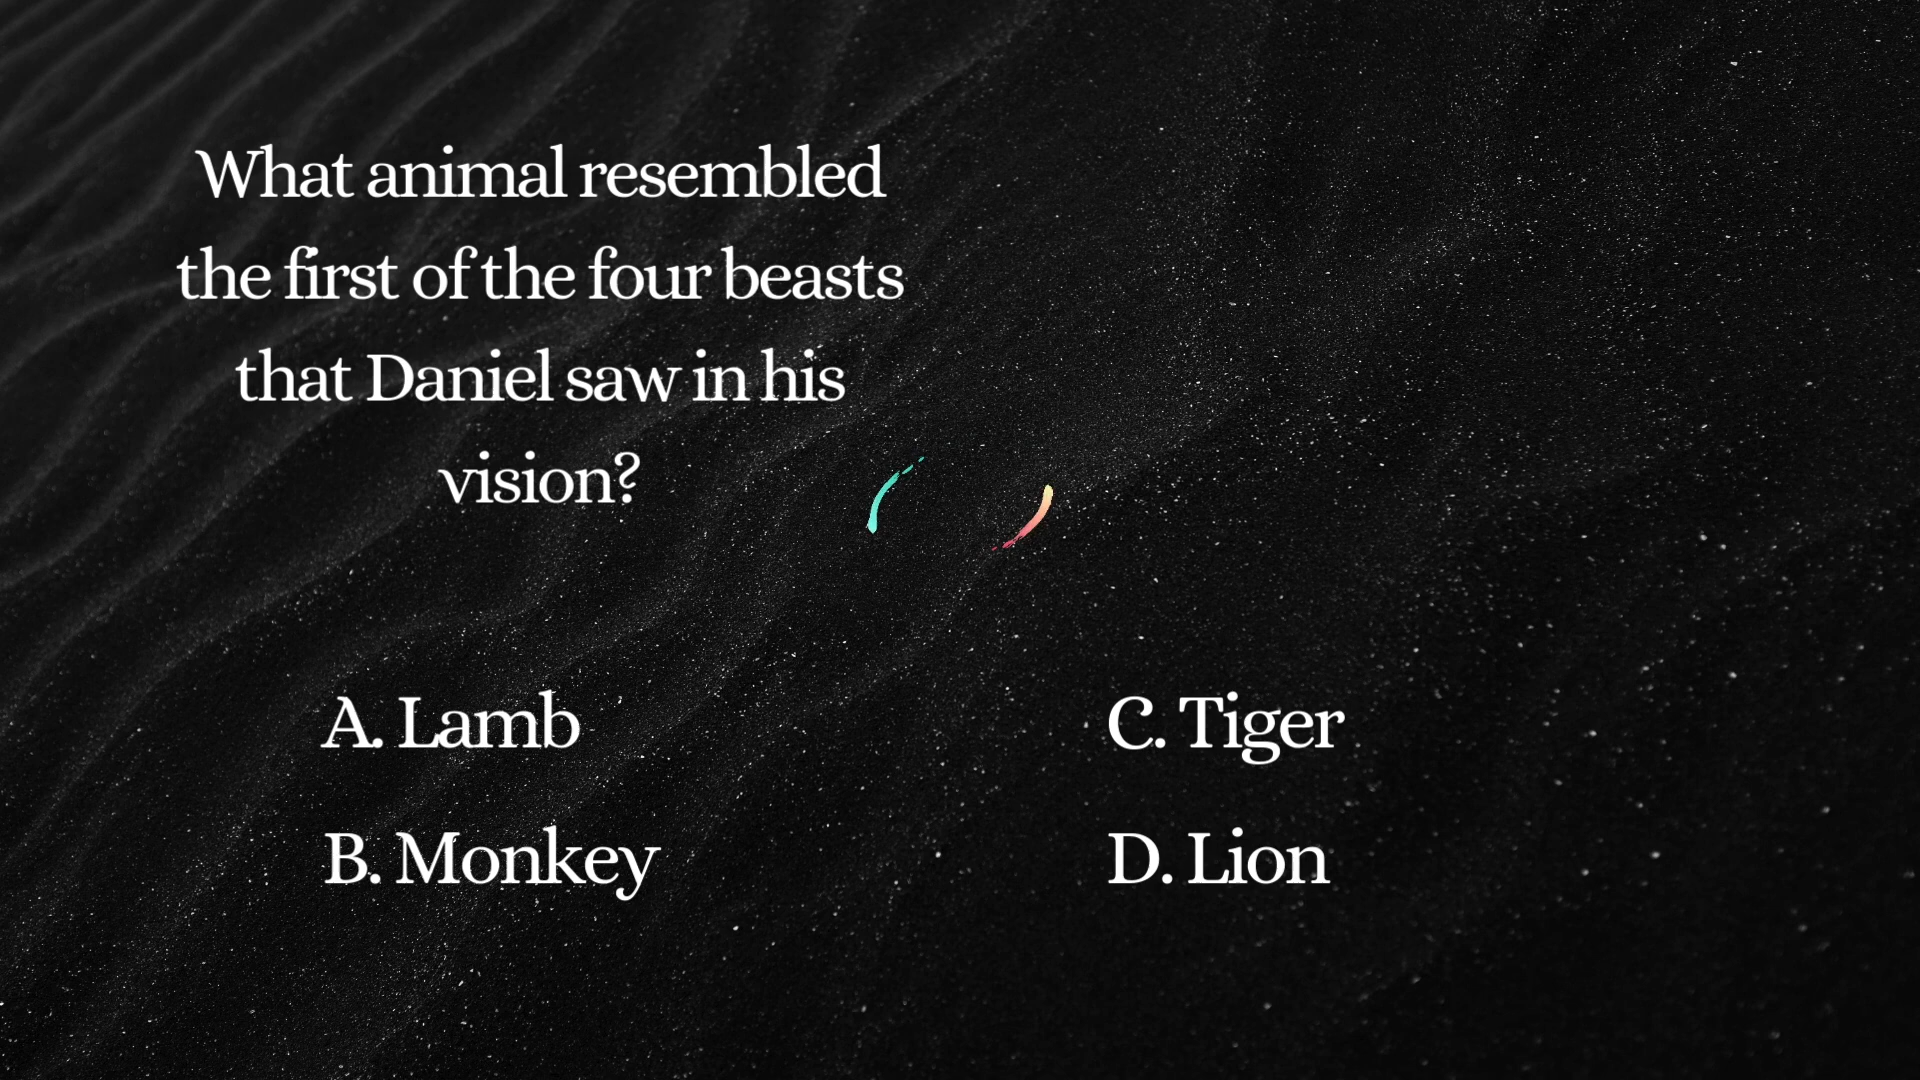 What animal resembled
the first of the four beasts
that Daniel saw in his
vision?
A. Lamb
B. Monkey
C. Tiger
D. Lion